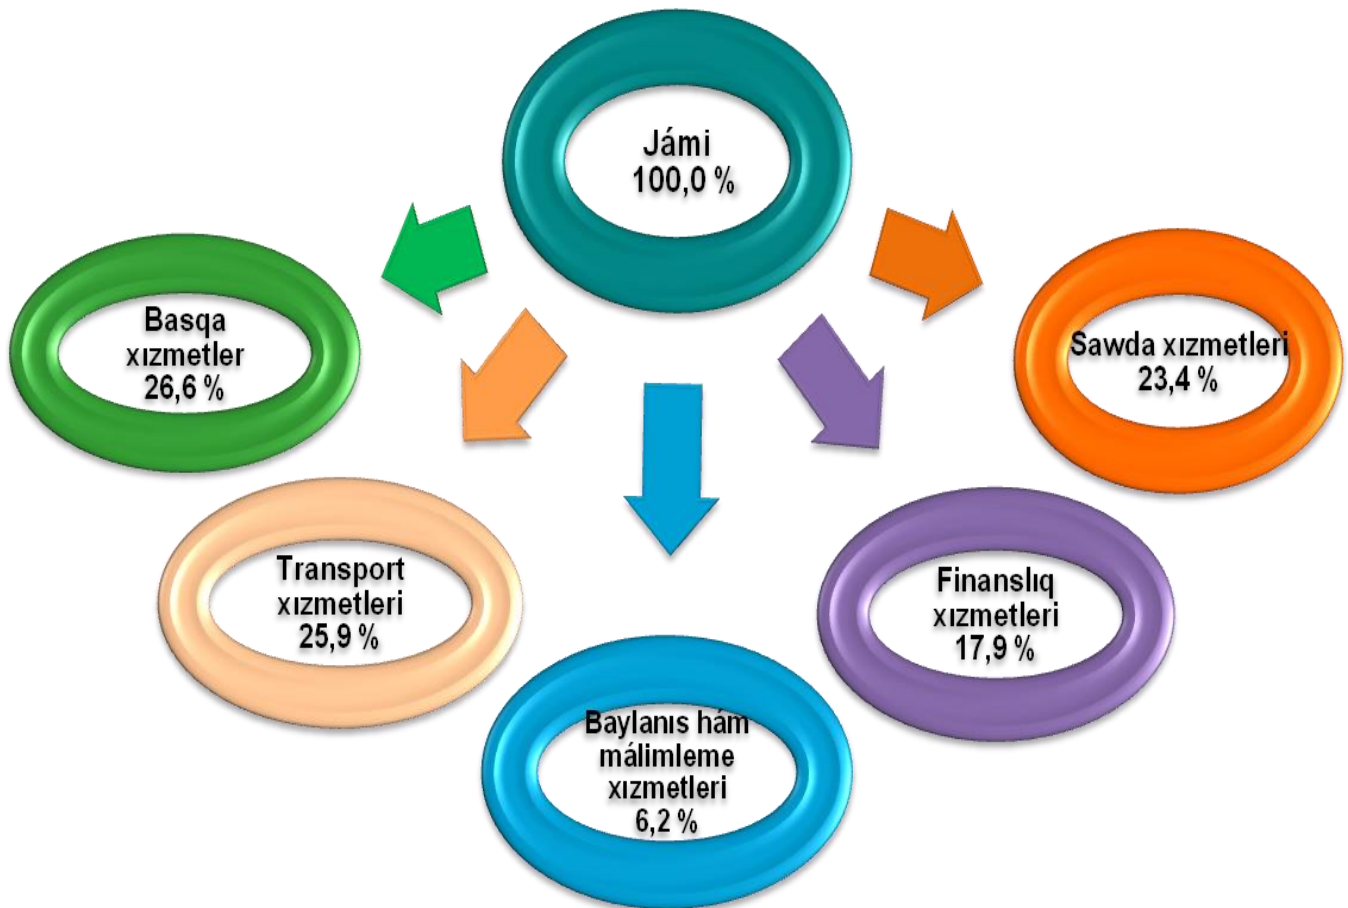 Jámi
100,0 %
Basqa
xızmetler
26,6 %
Sawda xızmetleri
23,4 %
Transport
xızmetleri
25,9 %
Finanslıq
xızmetleri
17,9 %
Baylanıs hám
málimleme
xızmetleri
6,2 %